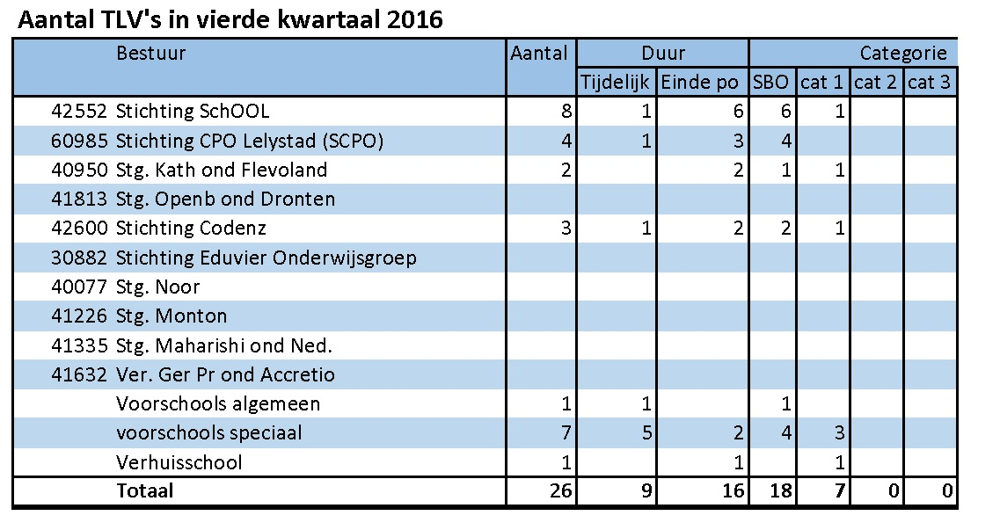 Aantal TLV's in vierde kwartaal 2016
Bestuur Aantal Duur Categorie
Tijdelijk Einde po SBO cat 1 cat 2 cat 3
42552 Stichting SchOOL 8 1 6 6 1
60985 Stichting CPO Lelystad (SCPO) 4 1 3 4
40950 Stg. Kath ond Flevoland 2 2 1 1
41813 Stg. Openb ond Dronten
42600 Stichting Codenz 3 1 2 2 1
30882 Stichting Eduvier Onderwijsgroep
40077 Stg. Noor
41226 Stg. Monton
41335 Stg. Maharishi ond Ned.
41632 Ver. Ger Pr ond Accretio
Voorschools algemeen 1 1 1
voorschools speciaal 7 5 2 4 3
Verhuisschool 1 1 1
Totaal 26 9 16 18 7 0 0